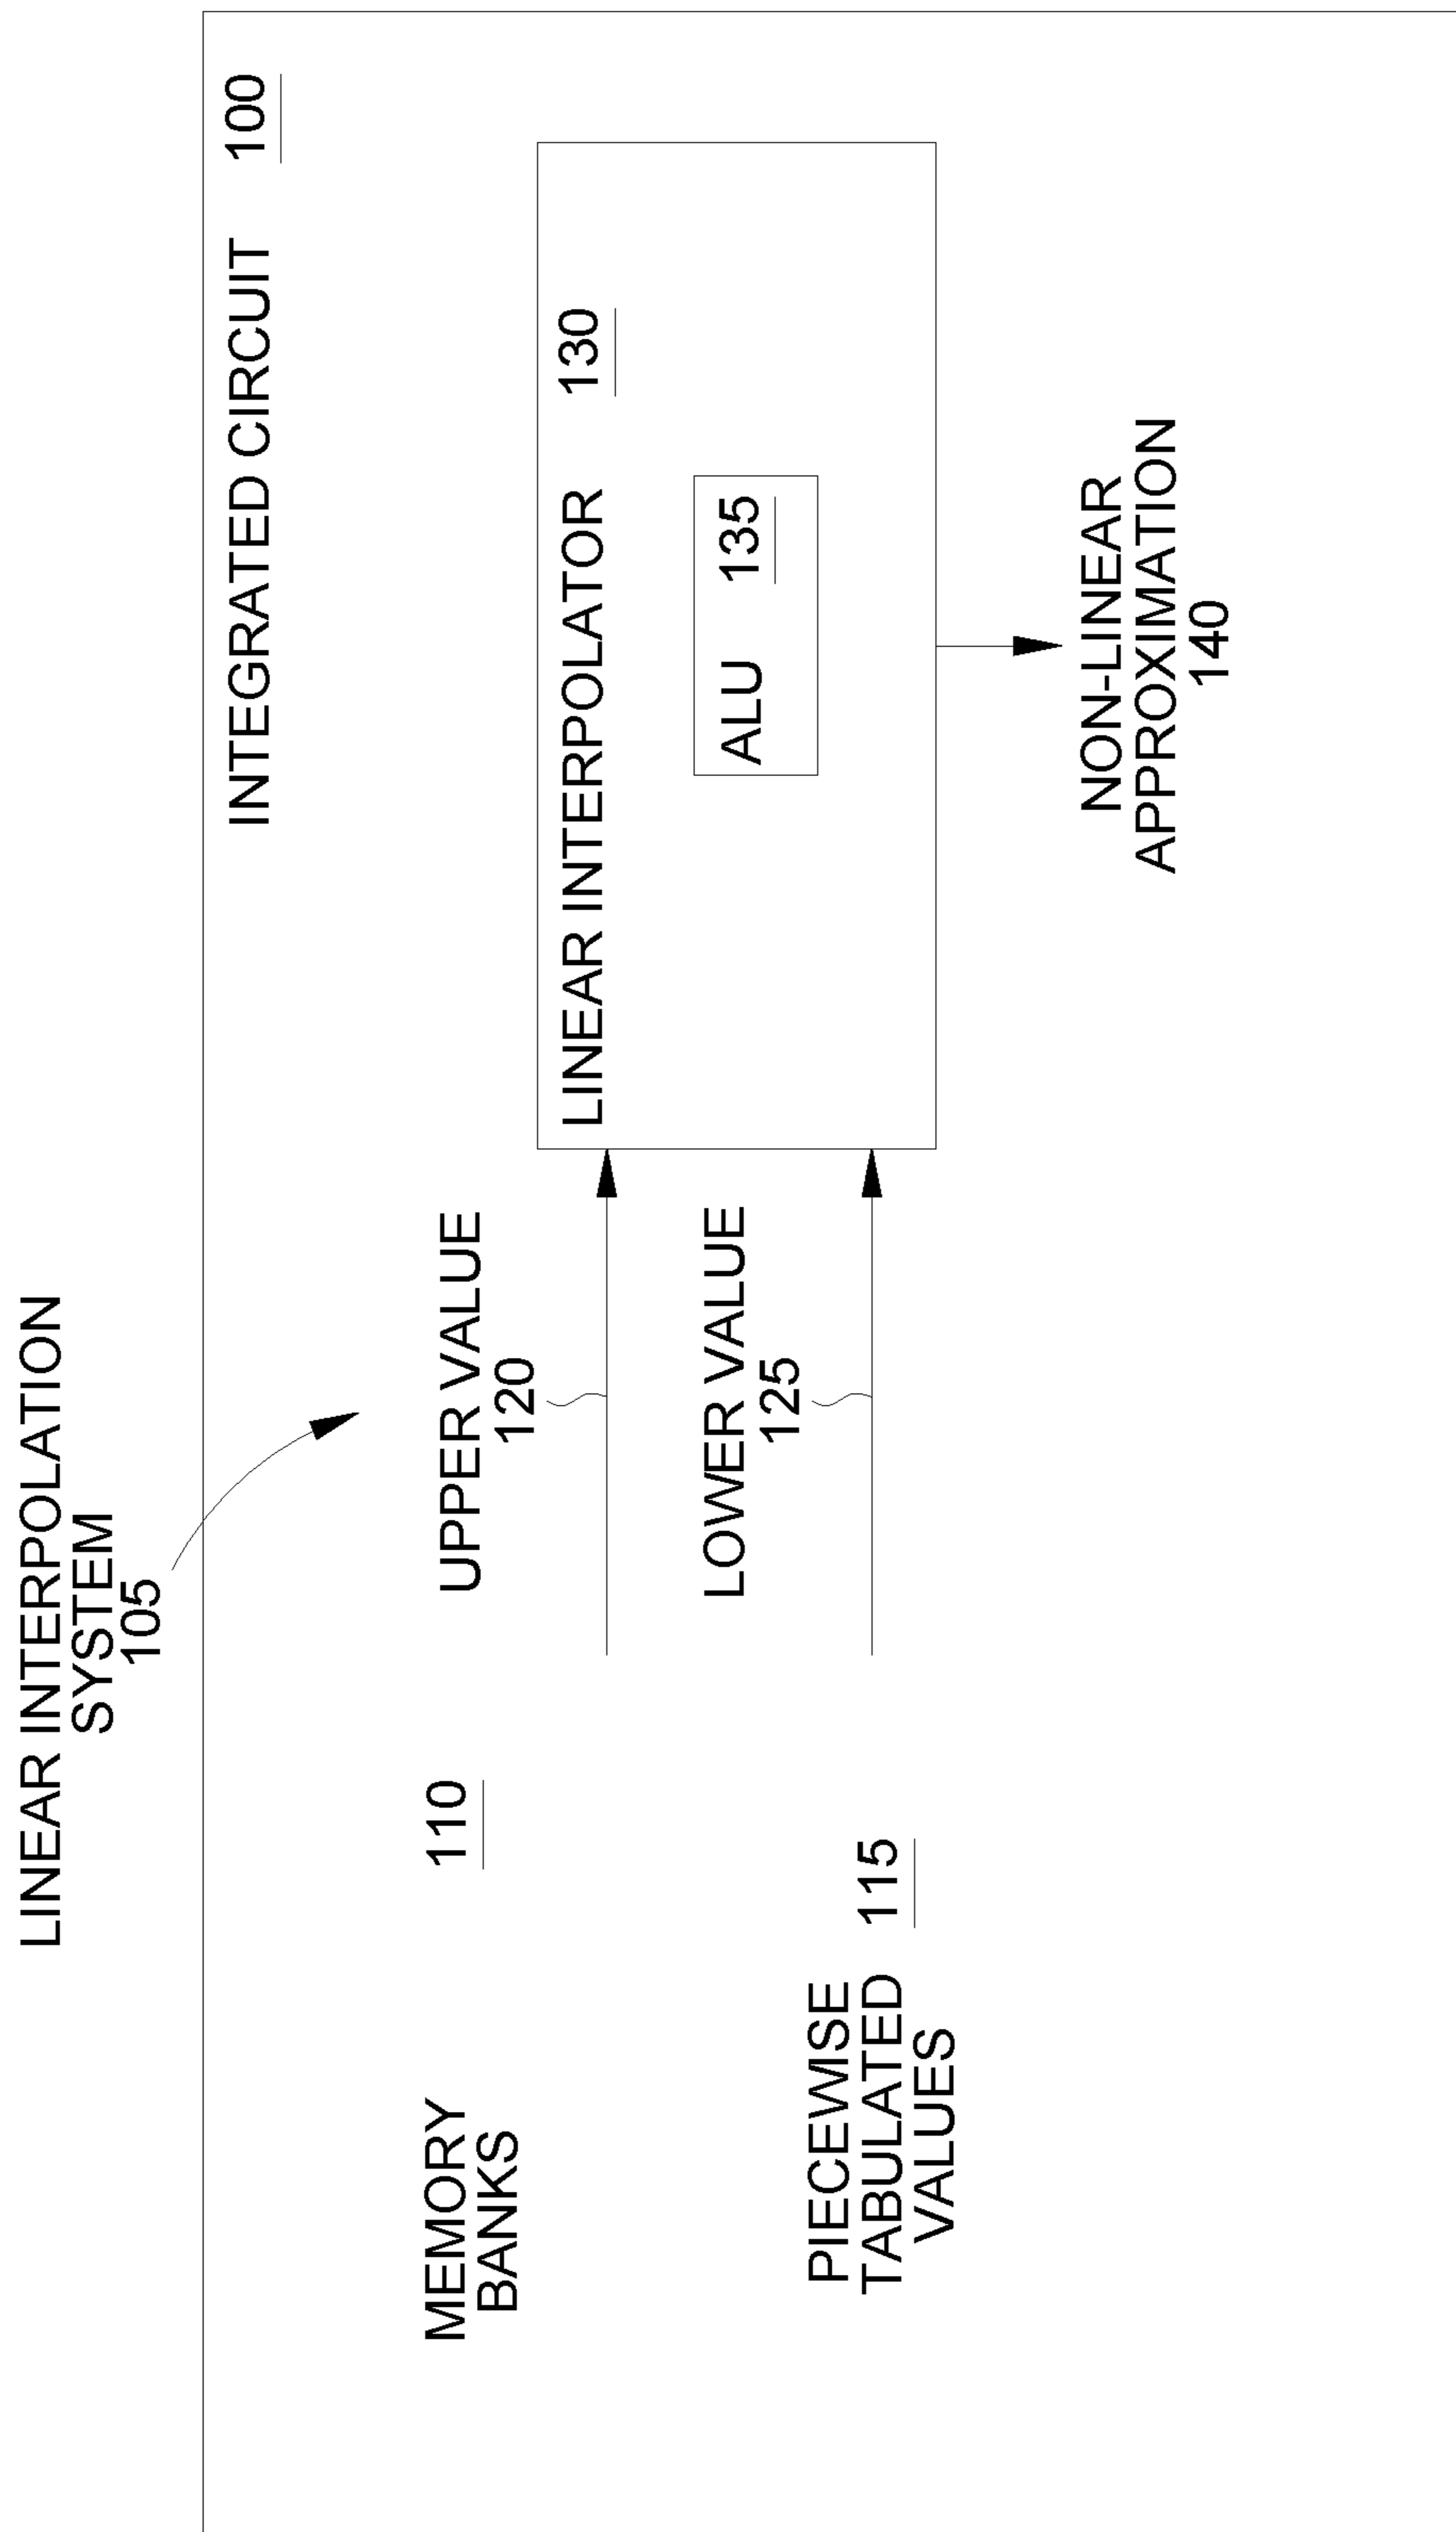 LINEAR INTERPOLATION
SYSTEM
105
INTEGRATED CIRCUIT 100
MEMORY
BANKS
110
UPPER VALUE
120
LINEAR INTERPOLATOR 130
LOWER VALUE
125
ALU 135
PIECEWISE
TABULATED 115
VALUES
NON-LINEAR
APPROXIMATION
140